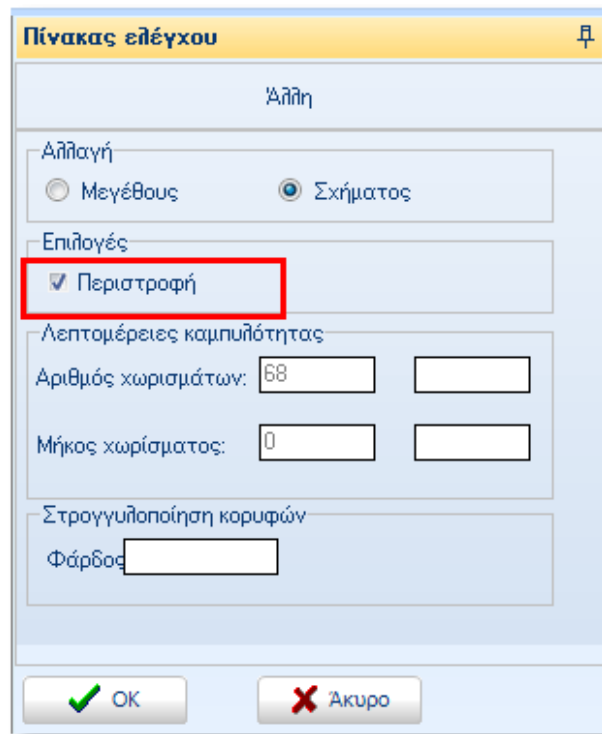 Πίνακας ελέγχου
Άλλη
Αλλαγή
Μεγέθους Σχήματος
Επιλογές
Περιστροφή
Λεπτομέρειες καμπυλότητας
Αριθμός χωρισμάτων: 68
Μήκος χωρίσματος: 0
Στρογγυλοποίηση κορυφών
Φάρδος
OK Άκυρο